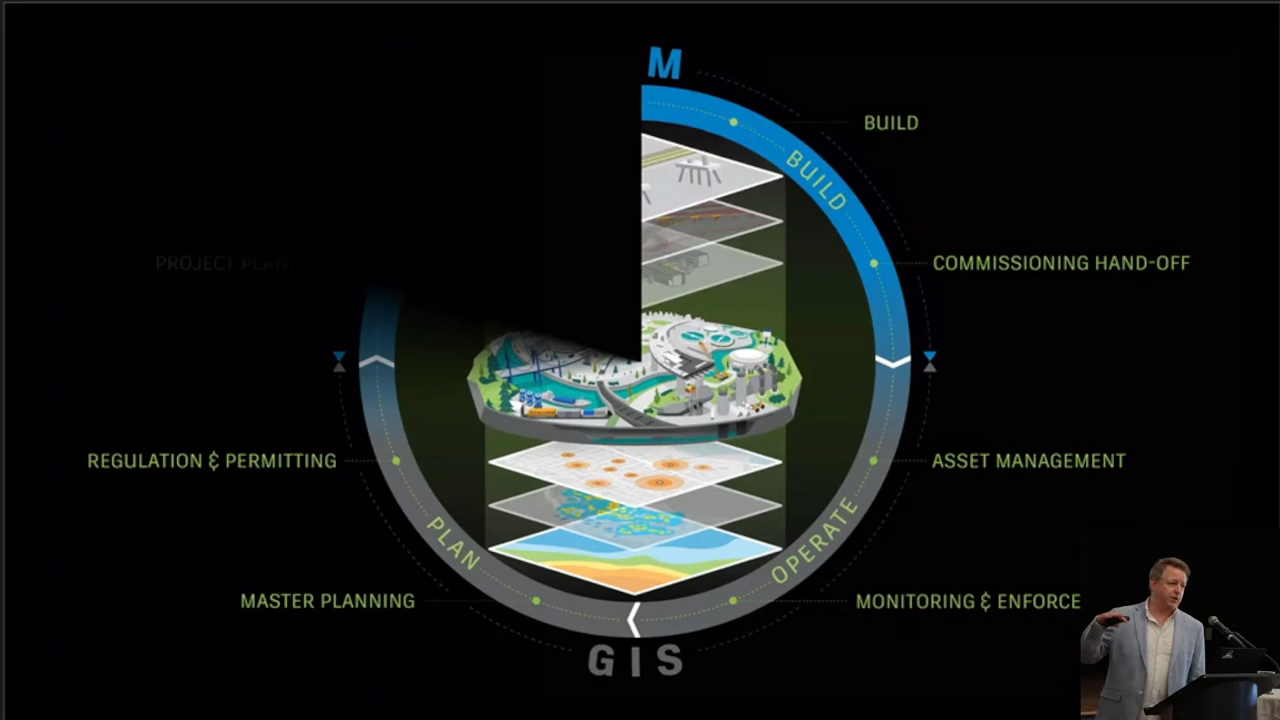 M
BUILD
BUILD
COMMISSIONING HAND-OFF
PROJECT PLAN
REGULATION & PERMITTING
ASSET MANAGEMENT
PLAN
OPERATE
MASTER PLANNING
MONITORING & ENFORCE
GIS